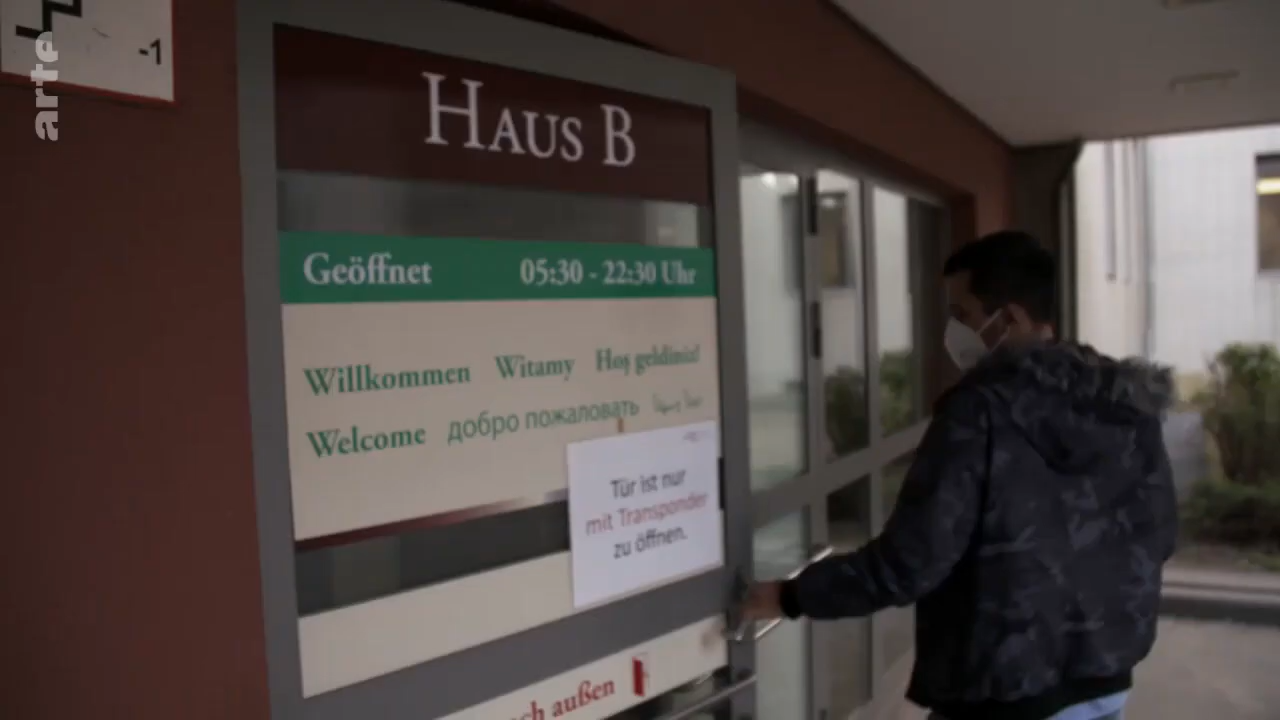 -1
arte
HAUS B
Geöffnet 05:30 - 22:30 Uhr
Willkommen Witamy Hoş geldiniz!
Welcome добро пожаловать
Tür ist nur
mit Transponder
zu öffnen.
außen